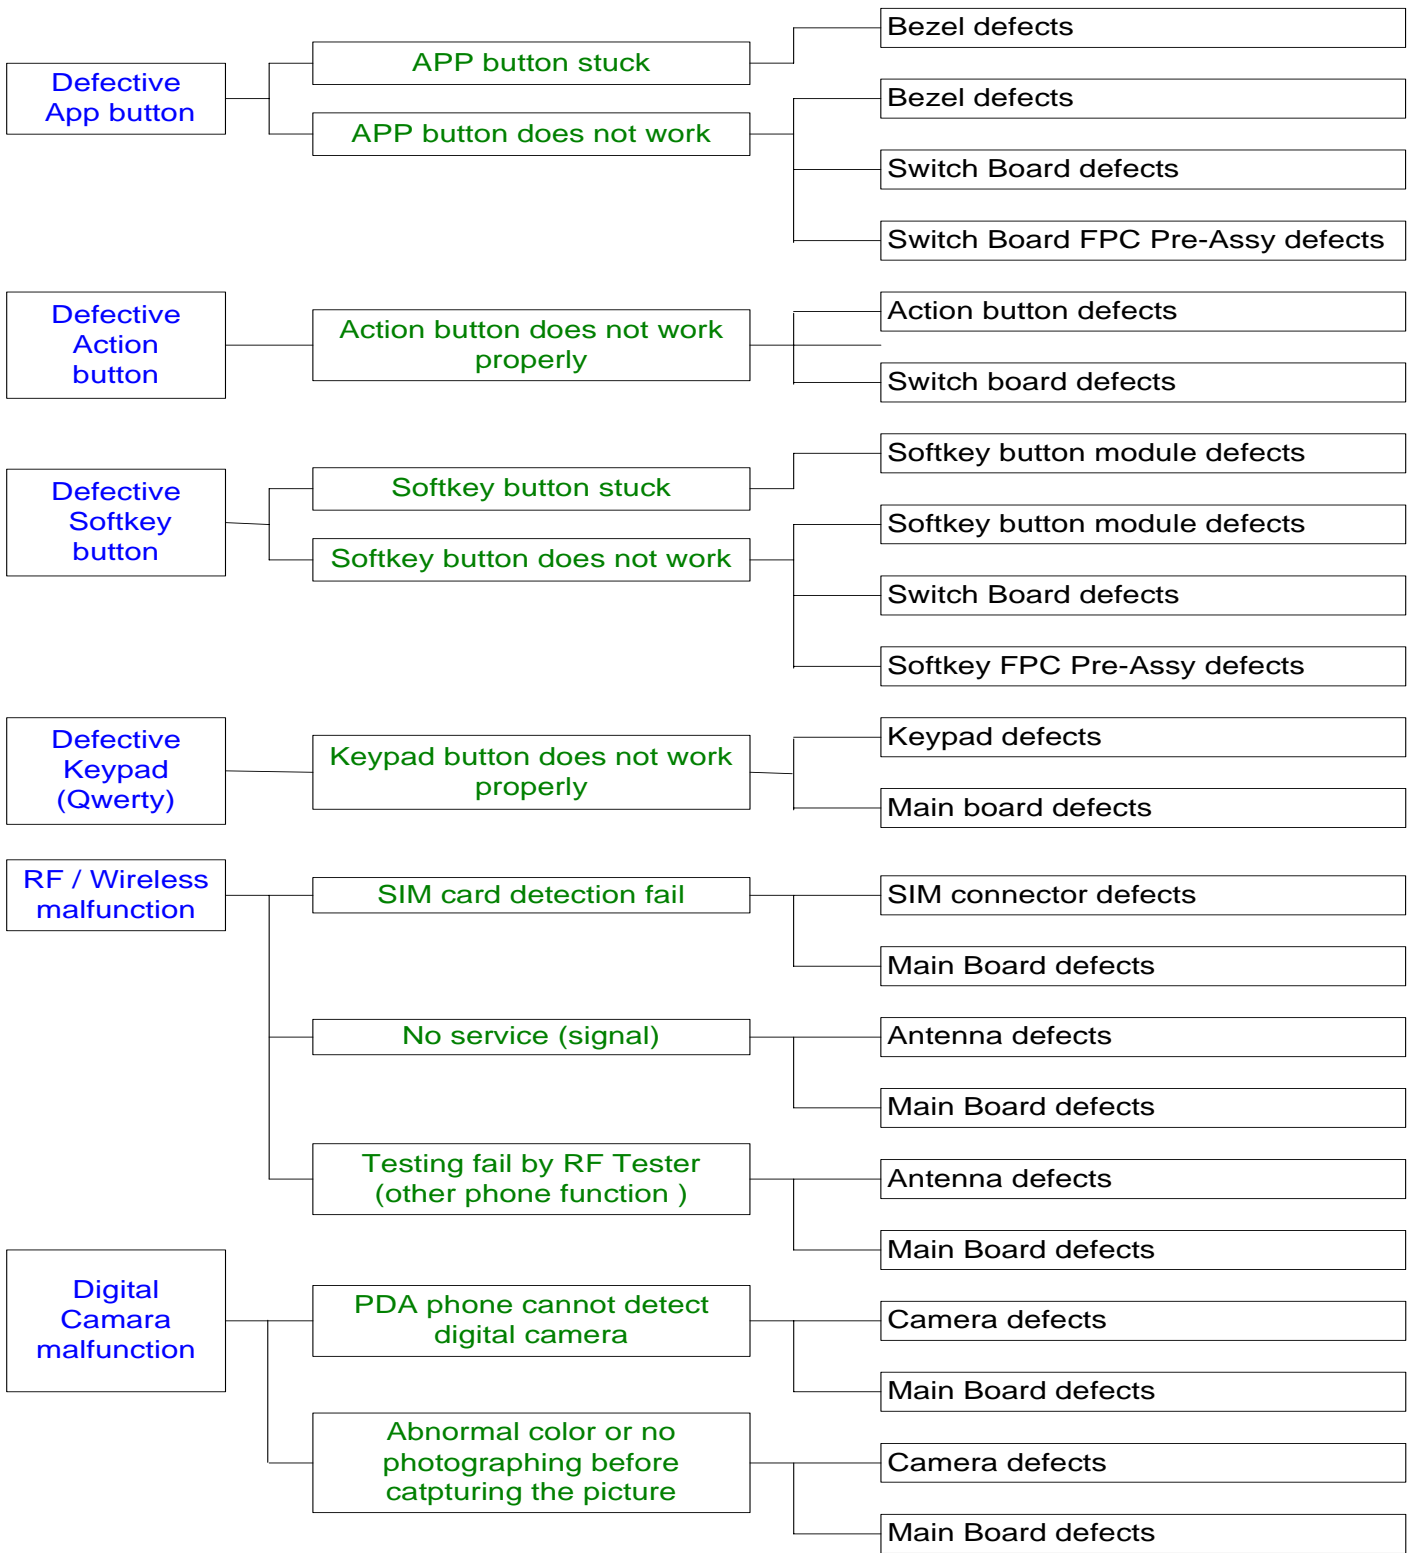 Defective
App button
APP button stuck
Bezel defects
APP button does not work
Bezel defects
Switch Board defects
Switch Board FPC Pre-Assy defects
Defective
Action
button
Action button does not work
properly
Action button defects
Switch board defects
Defective
Softkey
button
Softkey button stuck
Softkey button module defects
Softkey button does not work
Softkey button module defects
Switch Board defects
Softkey FPC Pre-Assy defects
Defective
Keypad
(Qwerty)
Keypad button does not work
properly
Keypad defects
Main board defects
RF / Wireless
malfunction
SIM card detection fail
SIM connector defects
Main Board defects
No service (signal)
Antenna defects
Main Board defects
Testing fail by RF Tester
(other phone function )
Antenna defects
Main Board defects
Digital
Camara
malfunction
PDA phone cannot detect
digital camera
Camera defects
Main Board defects
Abnormal color or no
photographing before
catpturing the picture
Camera defects
Main Board defects